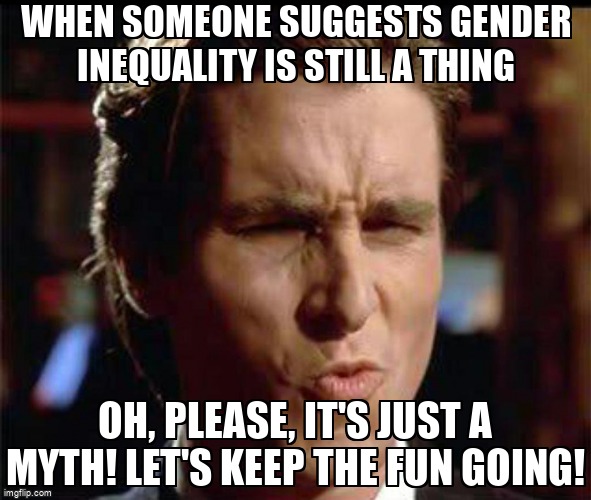 WHEN SOMEONE SUGGESTS GENDER
INEQUALITY IS STILL A THING
OH, PLEASE, IT'S JUST A
MYTH! LET'S KEEP THE FUN GOING!
imgflip.com